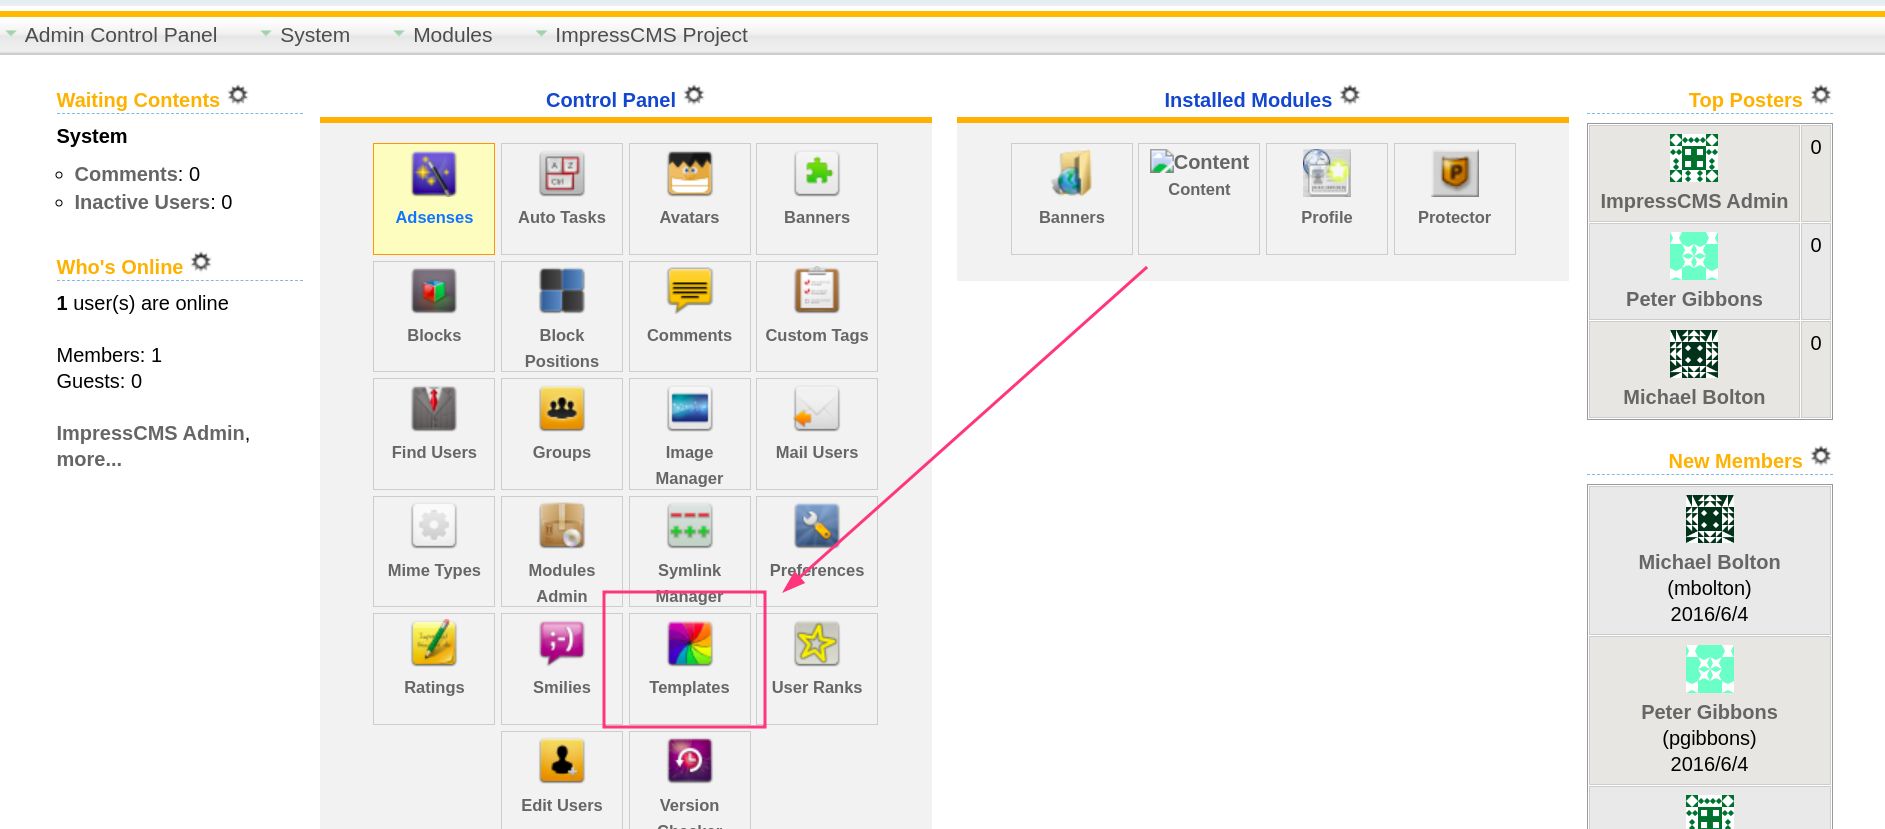 Admin Control Panel
System
Modules
ImpressCMS Project
Waiting Contents
System
Comments: 0
Inactive Users: 0
Who's Online
1 user(s) are online
Members: 1
Guests: 0
ImpressCMS Admin,
more...
Control Panel
Adsenses
Auto Tasks
Avatars
Banners
Blocks
Block
Positions
Comments
Custom Tags
Find Users
Groups
Image
Manager
Mail Users
Mime Types
Modules
Admin
Symlink
Manager
Preferences
Ratings
Smilies
Templates
User Ranks
Edit Users
Version
Checker
Installed Modules
Banners
Content
Content
Profile
Protector
Top Posters
ImpressCMS Admin
0
Peter Gibbons
0
Michael Bolton
0
New Members
Michael Bolton
(mbolton)
2016/6/4
Peter Gibbons
(pgibbons)
2016/6/4